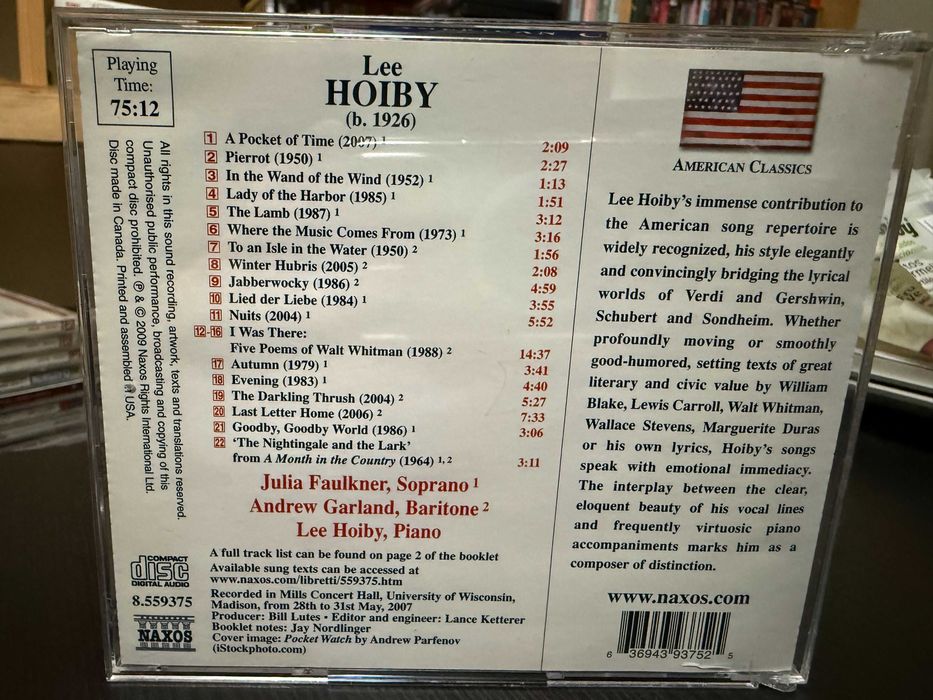 Playing
Time:
75:12
Lee
HOIBY
(b. 1926)
1 A Pocket of Time (2007) 1 2:09
2 Pierrot (1950) 1 2:27
3 In the Wand of the Wind (1952) 1 1:13
4 Lady of the Harbor (1985) 1 1:51
5 The Lamb (1987) 1 3:12
6 Where the Music Comes From (1973) 1 3:16
7 To an Isle in the Water (1950) 2 1:56
8 Winter Hubris (2005) 2 2:08
9 Jabberwocky (1986) 2 4:59
10 Lied der Liebe (1984) 1 3:55
11 Nuits (2004) 1 5:52
12-16 I Was There:
Five Poems of Walt Whitman (1988) 2 14:37
17 Autumn (1979) 1 3:41
18 Evening (1983) 1 4:40
19 The Darkling Thrush (2004) 2 5:27
20 Last Letter Home (2006) 2 7:33
21 Goodby, Goodby World (1986) 1 3:06
22 ‘The Nightingale and the Lark’
from A Month in the Country (1964) 1, 2 3:11
Julia Faulkner, Soprano 1
Andrew Garland, Baritone 2
Lee Hoiby, Piano
A full track list can be found on page 2 of the booklet
Available sung texts can be accessed at
www.naxos.com/libretti/559375.htm
Recorded in Mills Concert Hall, University of Wisconsin,
Madison, from 28th to 31st May, 2007
Producer: Bill Lutes • Editor and engineer: Lance Ketterer
Booklet notes: Jay Nordlinger
Cover image: Pocket Watch by Andrew Parfenov
(iStockphoto.com)
All rights in this sound recording, artwork, texts and translations reserved.
Unauthorised public performance, broadcasting and copying of this
compact disc prohibited. ℗ & © 2009 Naxos Rights International Ltd.
Disc made in Canada. Printed and assembled in USA.
COMPACT
disc
DIGITAL AUDIO
8.559375
NAXOS
AMERICAN CLASSICS
Lee Hoiby's immense contribution to
the American song repertoire is
widely recognized, his style elegantly
and convincingly bridging the lyrical
worlds of Verdi and Gershwin,
Schubert and Sondheim. Whether
profoundly moving or smoothly
good-humored, setting texts of great
literary and civic value by William
Blake, Lewis Carroll, Walt Whitman,
Wallace Stevens, Marguerite Duras
or his own lyrics, Hoiby's songs
speak with emotional immediacy.
The interplay between the clear,
eloquent beauty of his vocal lines
and frequently virtuosic piano
accompaniments marks him as a
composer of distinction.
www.naxos.com
6 36943 93752 5